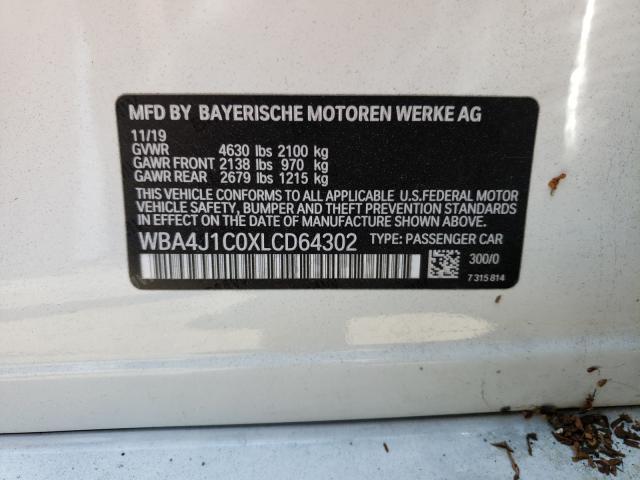 MFD BY BAYERISCHE MOTOREN WERKE AG
11/19
GVWR 4630 lbs 2100 kg
GAWR FRONT 2138 lbs 970 kg
GAWR REAR 2679 lbs 1215 kg
THIS VEHICLE CONFORMS TO ALL APPLICABLE U.S.FEDERAL MOTOR
VEHICLE SAFETY, BUMPER, AND THEFT PREVENTION STANDARDS
IN EFFECT ON THE DATE OF MANUFACTURE SHOWN ABOVE.
WBA4J1C0XLCD64302 TYPE: PASSENGER CAR
300/0
7 315 814